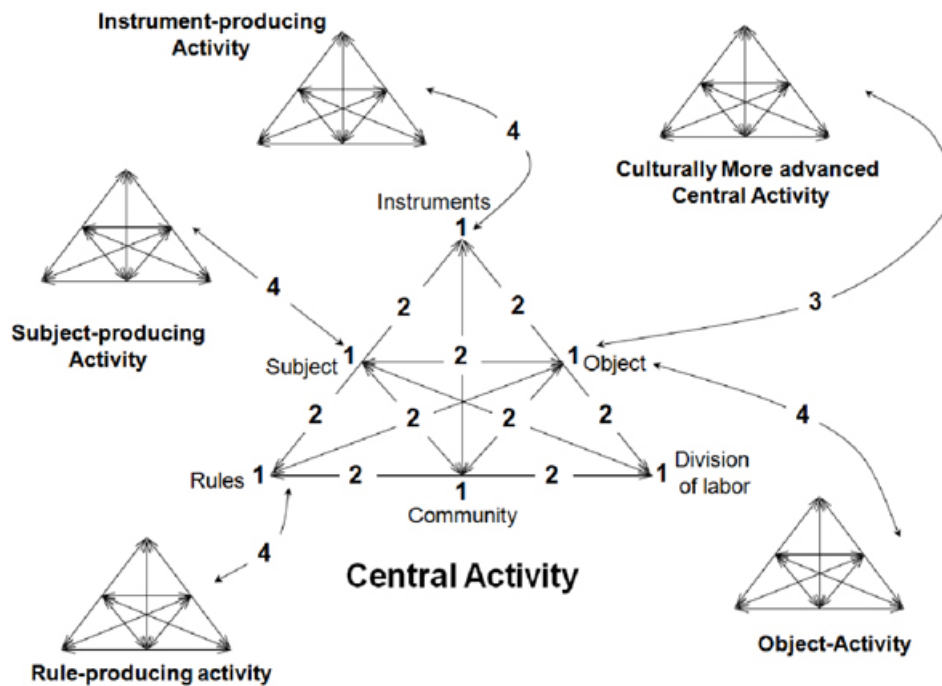 Instrument-producing
Activity
4
Culturally More advanced
Central Activity
Instruments
1
4
3
Subject-producing
Activity
2
2
Subject
1
2
1
Object
4
2
2
2
2
Rules
1
2
1
2
1
Division
of labor
Community
4
Central Activity
Rule-producing activity
Object-Activity